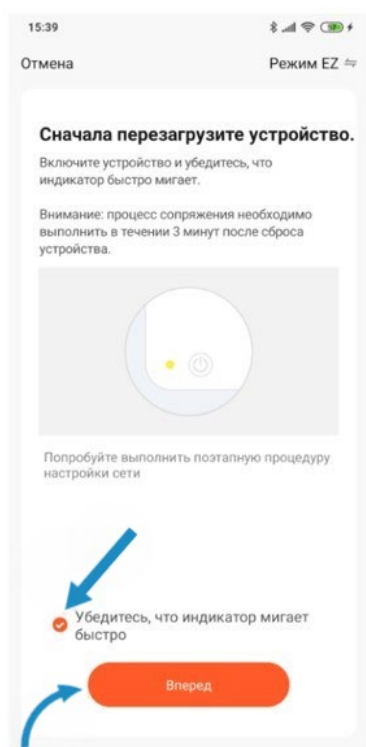 15:39
Отмена
Режим EZ
Сначала перезагрузите устройство.
Включите устройство и убедитесь, что
индикатор быстро мигает.
Внимание: процесс сопряжения необходимо
выполнить в течении 3 минут после сброса
устройства.
Попробуйте выполнить поэтапную процедуру
настройки сети
Убедитесь, что индикатор мигает
быстро
Вперед